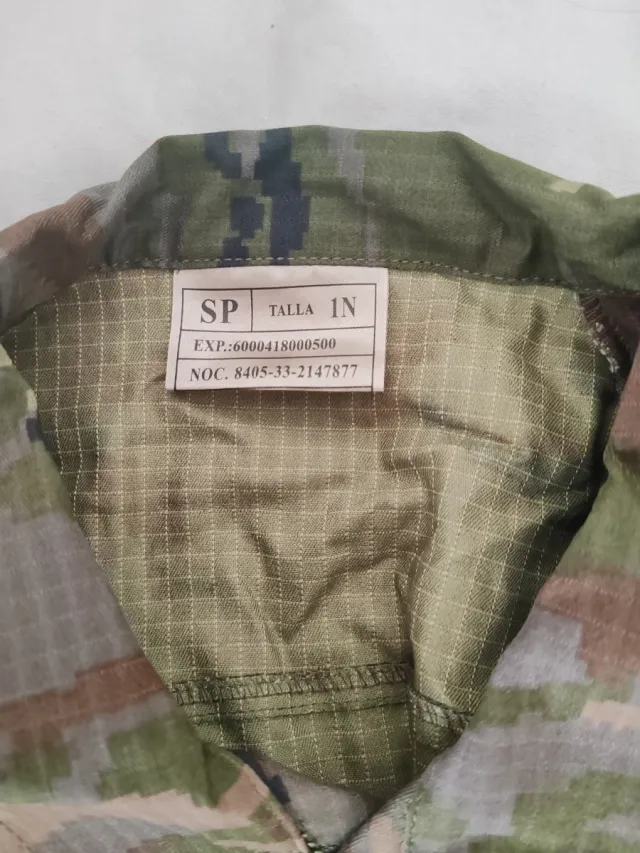 SP TALLA 1N
EXP.:6000418000500
NOC. 8405-33-2147877